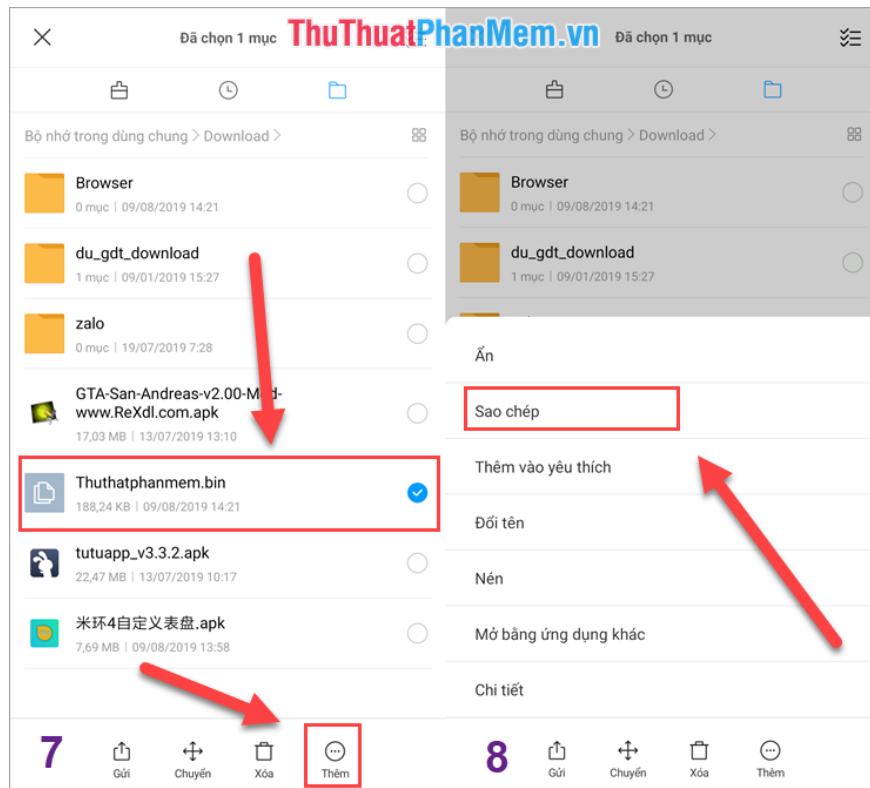 Đã chọn 1 mục
ThuThuatPhanMem.vn
Đã chọn 1 mục
Bộ nhớ trong dùng chung > Download >
Browser
0 mục | 09/08/2019 14:21
du_gdt_download
1 mục | 09/01/2019 15:27
zalo
0 mục | 19/07/2019 7:28
GTA-San-Andreas-v2.00-Mod-
www.ReXdl.com.apk
17,03 MB | 13/07/2019 13:10
Thuthatphanmem.bin
188,24 KB | 09/08/2019 14:21
tutuapp_v3.3.2.apk
22,47 MB | 13/07/2019 10:17
米环4自定义表盘.apk
7,69 MB | 09/08/2019 13:58
7
Gửi
Chuyển
Xóa
Thêm
Bộ nhớ trong dùng chung > Download >
Browser
0 mục | 09/08/2019 14:21
du_gdt_download
1 mục | 09/01/2019 15:27
Ẩn
Sao chép
Thêm vào yêu thích
Đổi tên
Nén
Mở bằng ứng dụng khác
Chi tiết
8
Gửi
Chuyển
Xóa
Thêm